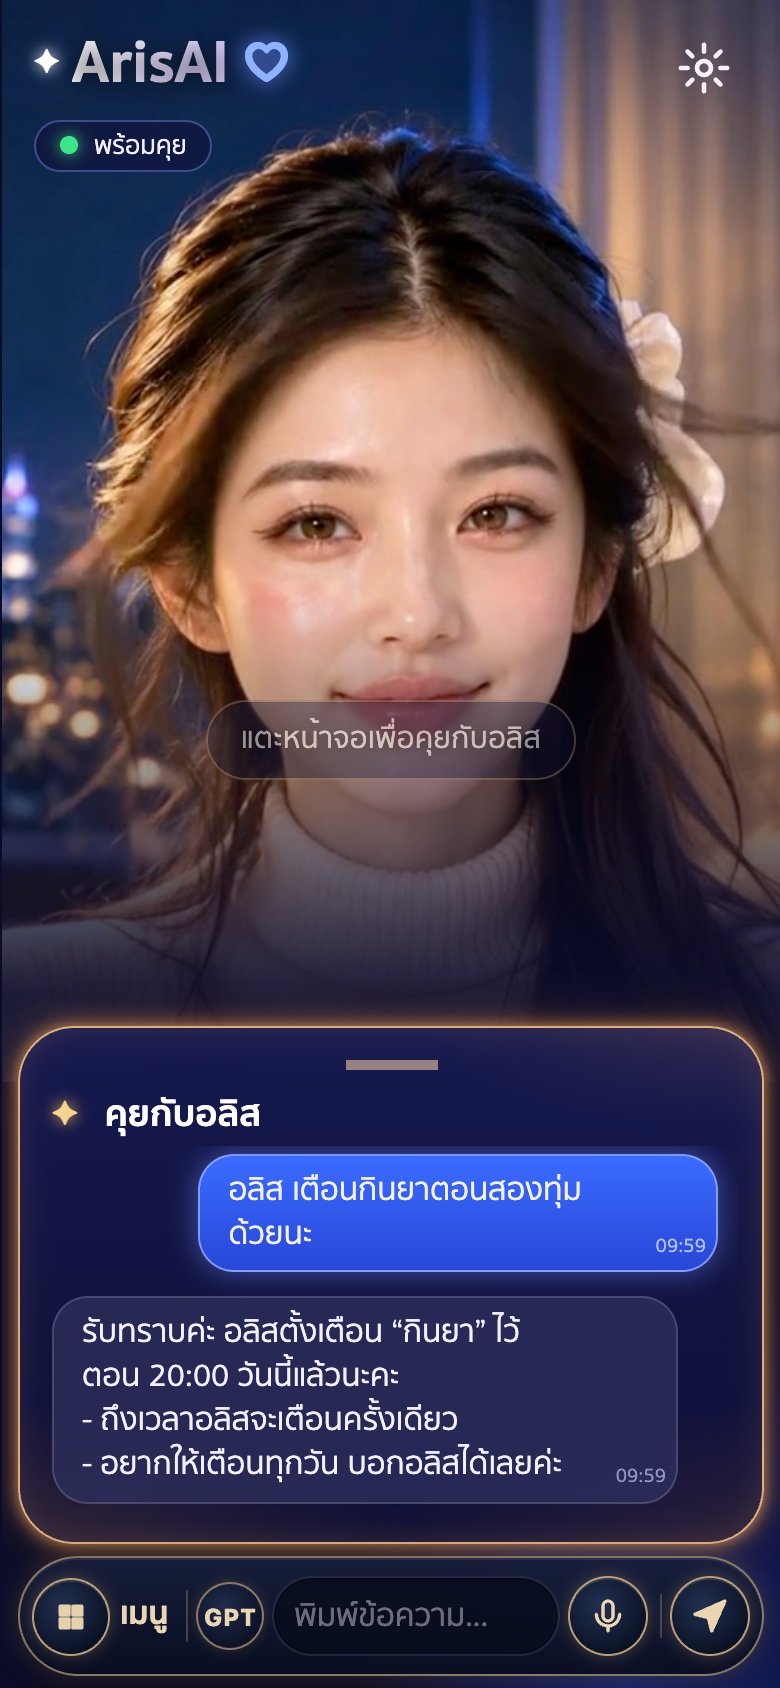 ArisAI
พร้อมคุย
แตะหน้าจอเพื่อคุยกับอลิส
คุยกับอลิส
อลิส เตือนกินยาตอนสองทุ่ม
ด้วยนะ
09:59
รับทราบค่ะ อลิสตั้งเตือน “กินยา” ไว้
ตอน 20:00 วันนี้แล้วนะคะ
- ถึงเวลาอลิสจะเตือนครั้งเดียว
- อยากให้เตือนทุกวัน บอกอลิสได้เลยค่ะ
09:59
เมนู
GPT
พิมพ์ข้อความ...